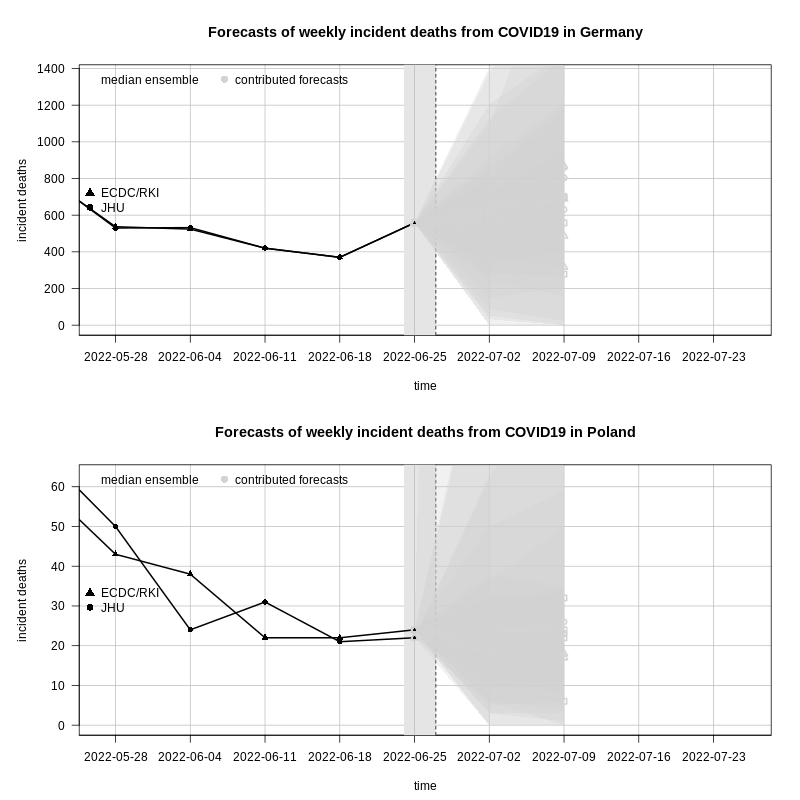 Forecasts of weekly incident deaths from COVID19 in Germany
median ensemble contributed forecasts
1400
1200
1000
800
600
400
200
0
incident deaths
ECDC/RKI
JHU
2022-05-28 2022-06-04 2022-06-11 2022-06-18 2022-06-25 2022-07-02 2022-07-09 2022-07-16 2022-07-23
time
Forecasts of weekly incident deaths from COVID19 in Poland
median ensemble contributed forecasts
60
50
40
30
20
10
0
incident deaths
ECDC/RKI
JHU
2022-05-28 2022-06-04 2022-06-11 2022-06-18 2022-06-25 2022-07-02 2022-07-09 2022-07-16 2022-07-23
time